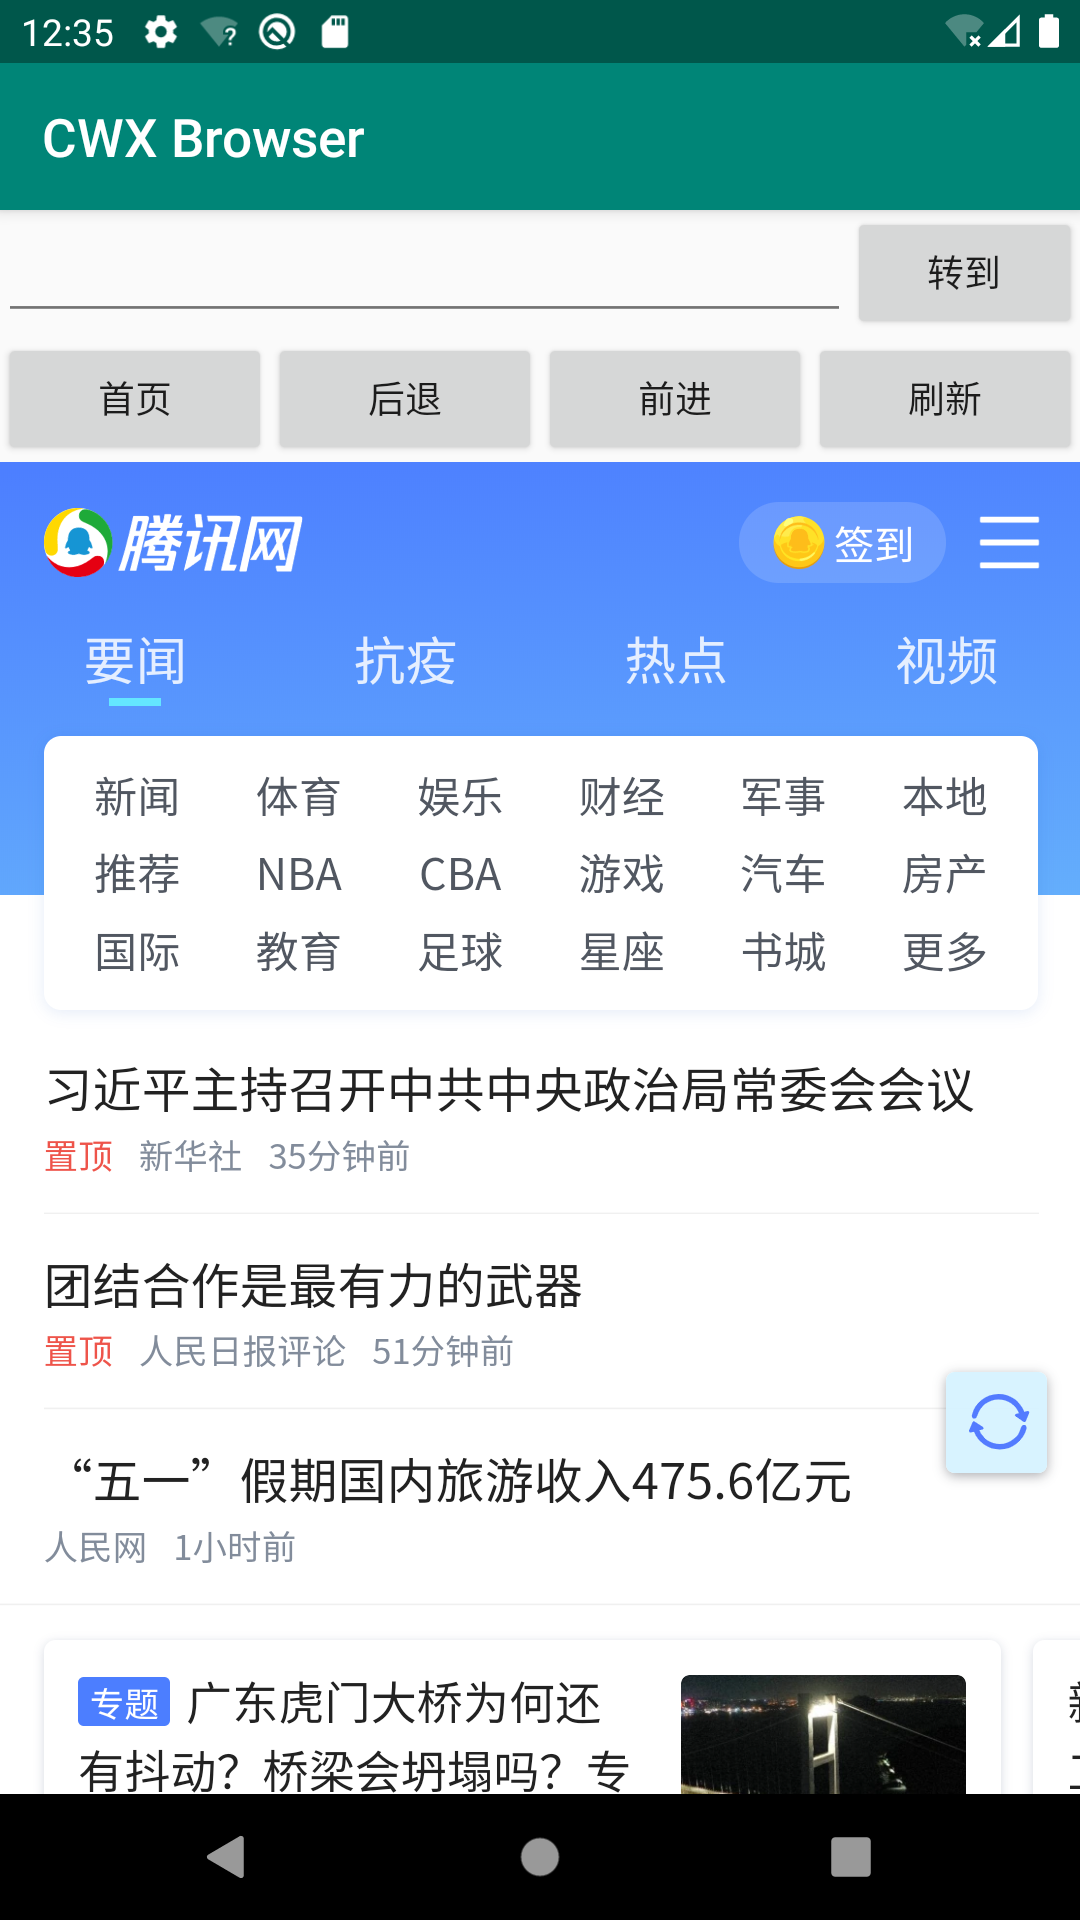 12:35
CWX Browser
转到
首页 后退 前进 刷新
腾讯网 签到
要闻 抗疫 热点 视频
新闻 体育 娱乐 财经 军事 本地
推荐 NBA CBA 游戏 汽车 房产
国际 教育 足球 星座 书城 更多
习近平主持召开中共中央政治局常委会会议
置顶 新华社 35分钟前
团结合作是最有力的武器
置顶 人民日报评论 51分钟前
“五一”假期国内旅游收入475.6亿元
人民网 1小时前
专题 广东虎门大桥为何还
有抖动？桥梁会坍塌吗？专